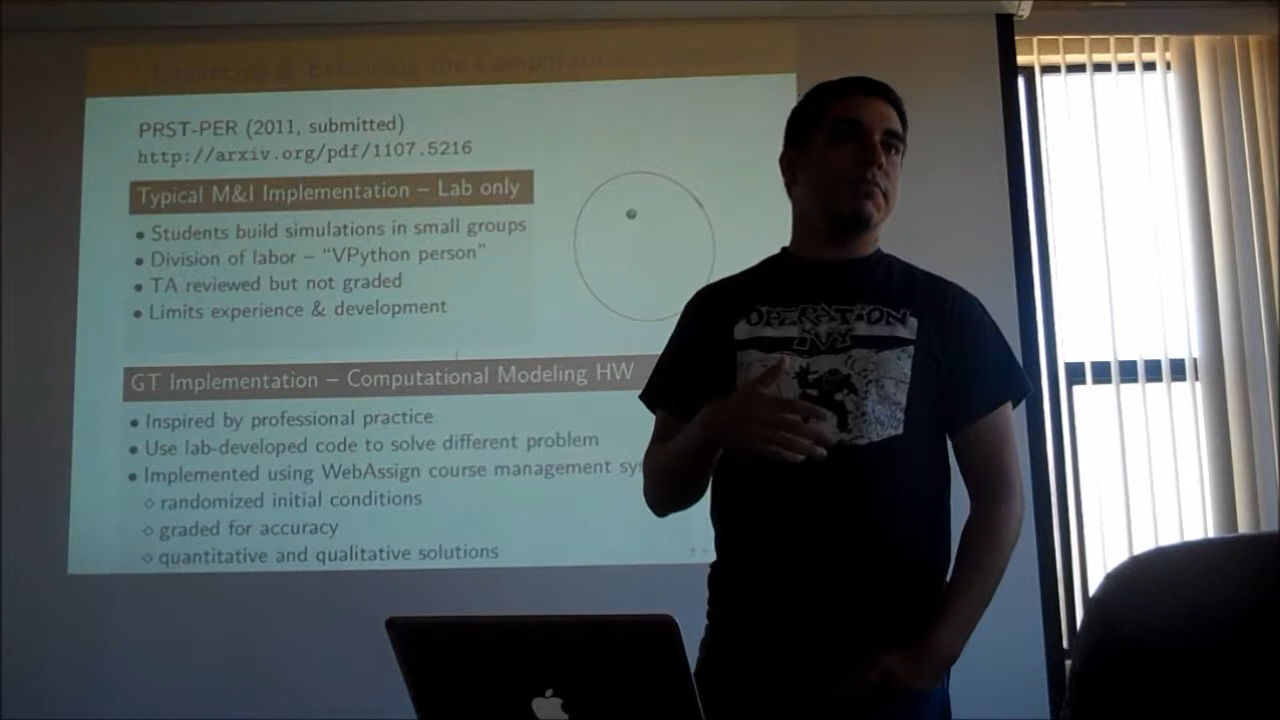 PRST-PER (2011, submitted)
http://arxiv.org/pdf/1107.5216
Typical M&I Implementation – Lab only
• Students build simulations in small groups
• Division of labor – “VPython person”
• TA reviewed but not graded
• Limits experience & development
GT Implementation – Computational Modeling HW
• Inspired by professional practice
• Use lab-developed code to solve different problem
• Implemented using WebAssign course management sy
◦ randomized initial conditions
◦ graded for accuracy
◦ quantitative and qualitative solutions
OPERATION
IVY